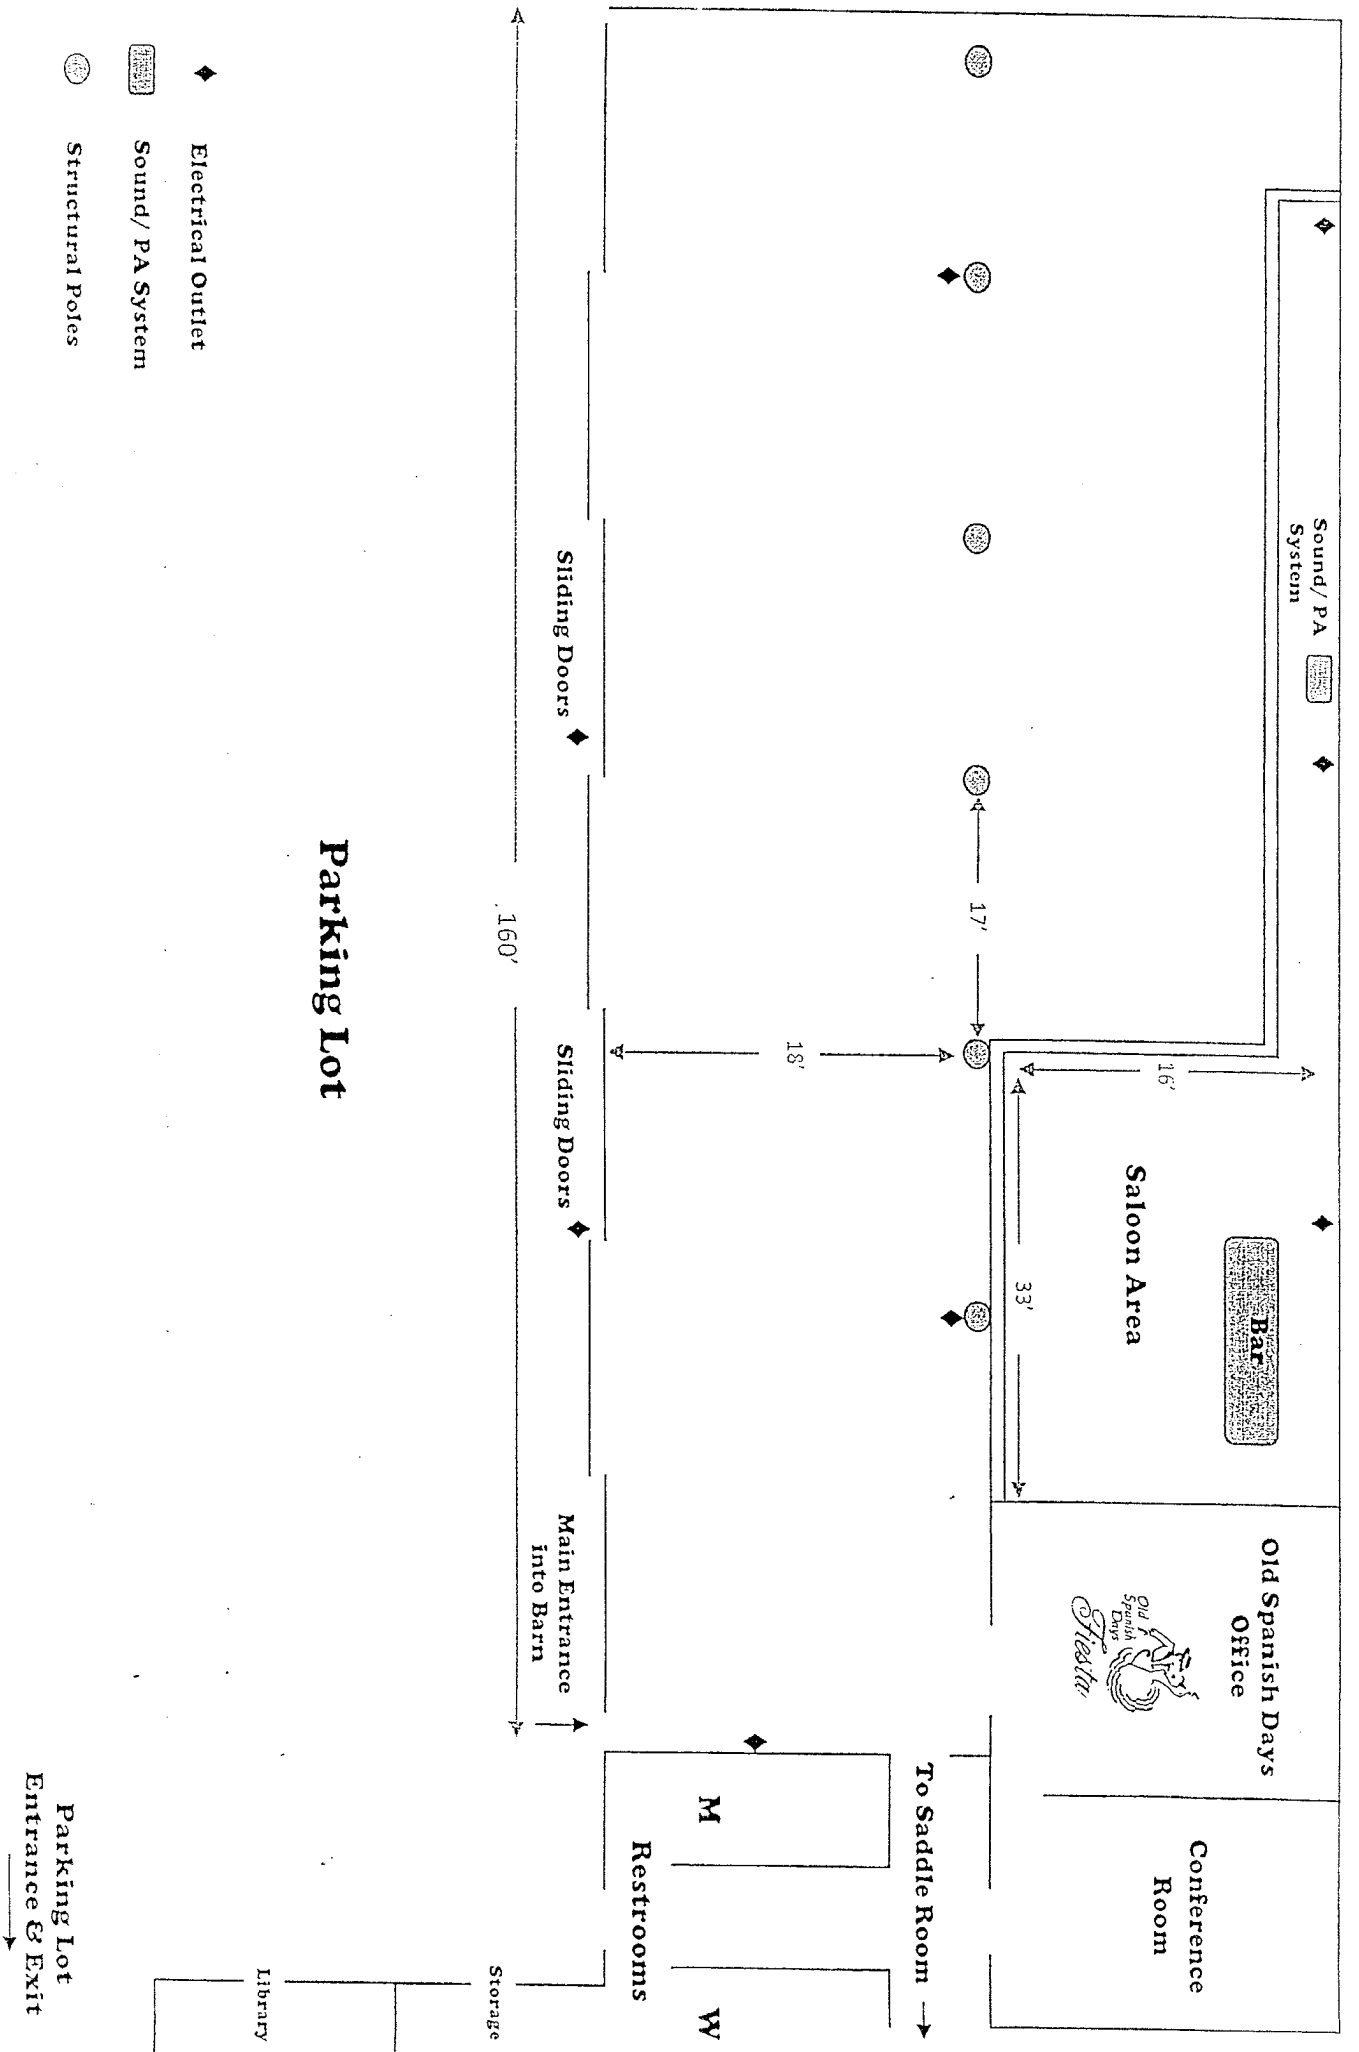 Sound/ PA
System
16'
Saloon Area
Bar
33'
17'
18'
Old Spanish Days
Office
Old
Spanish
Days
Fiesta
Conference
Room
To Saddle Room
M
W
Restrooms
Sliding Doors
Sliding Doors
Main Entrance
into Barn
160'
Storage
Library
Parking Lot
Electrical Outlet
Sound/ PA System
Structural Poles
Parking Lot
Entrance & Exit